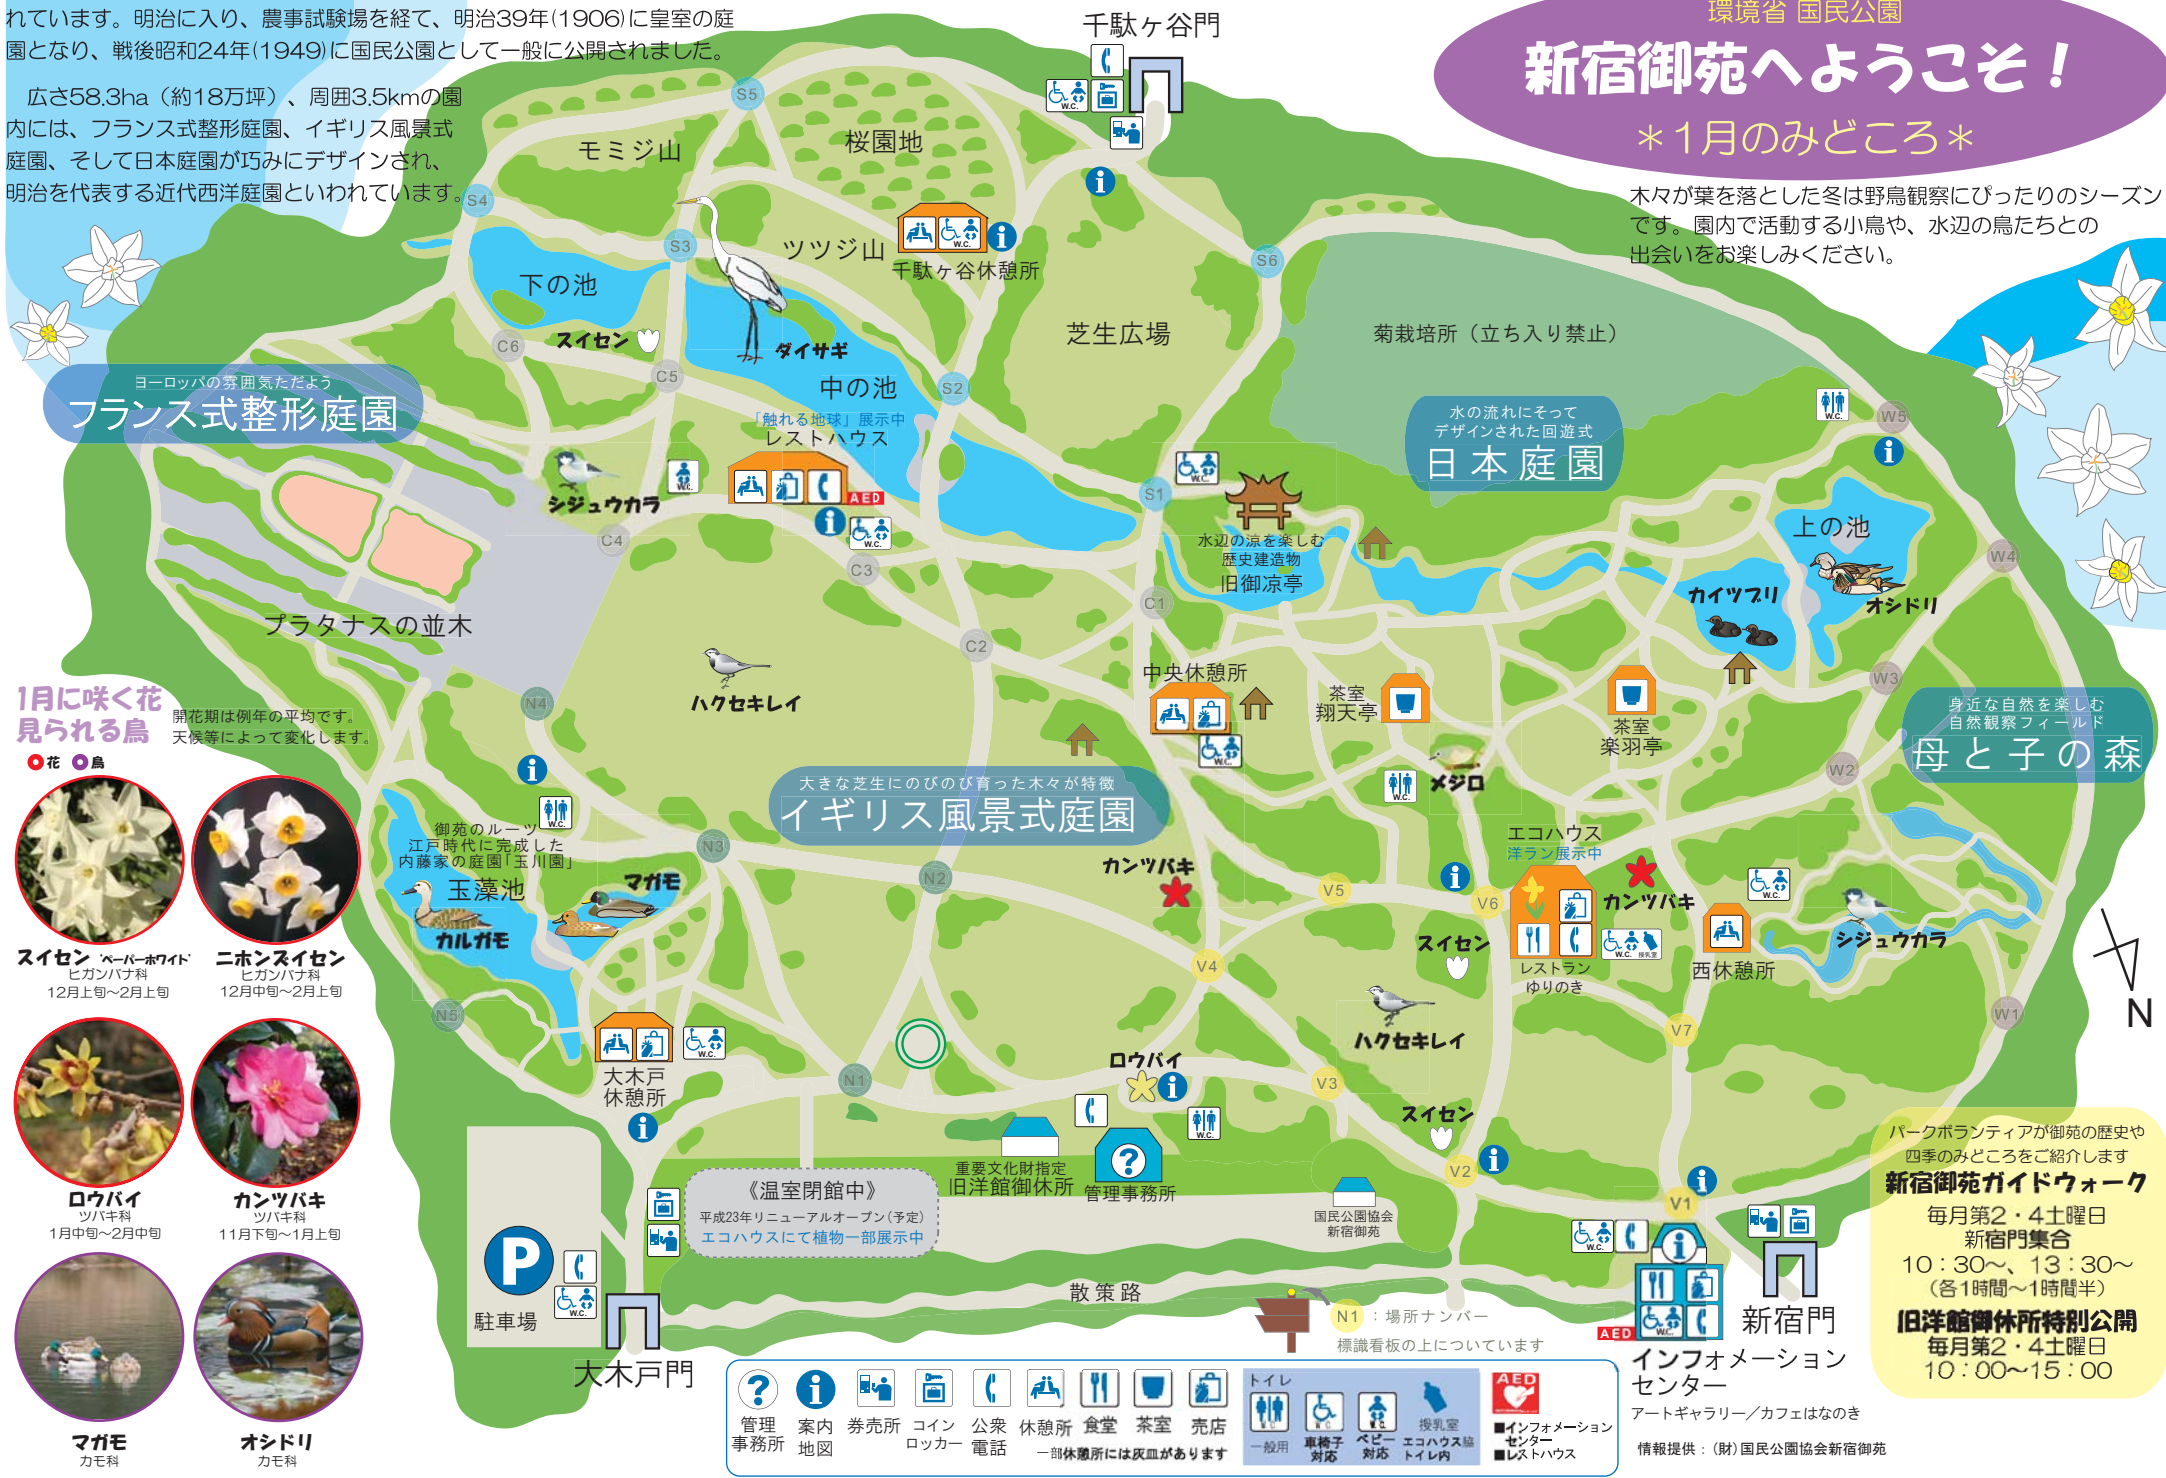 れています。明治に入り、農事試験場を経て、明治39年(1906)に皇室の庭
園となり、戦後昭和24年(1949)に国民公園として一般に公開されました。
広さ58.3ha（約18万坪）、周囲3.5kmの園
内には、フランス式整形庭園、イギリス風景式
庭園、そして日本庭園が巧みにデザインされ、
明治を代表する近代西洋庭園といわれています。
環境省 国民公園
新宿御苑へようこそ！
＊1月のみどころ＊
木々が葉を落とした冬は野鳥観察にぴったりのシーズン
です。園内で活動する小鳥や、水辺の鳥たちとの
出会いをお楽しみください。
千駄ヶ谷門
W.C.
S5
モミジ山
桜園地
S4
S3
ツツジ山
W.C.
千駄ヶ谷休憩所
S6
下の池
スイセン
C6
C5
ダイサギ
中の池
S2
芝生広場
菊栽培所（立ち入り禁止）
ヨーロッパの雰囲気ただよう
フランス式整形庭園
「触れる地球」展示中
レストハウス
AED
W.C.
W.C.
シジュウカラ
C4
C3
水の流れにそって
デザインされた回遊式
日本庭園
W.C.
W5
S1
W.C.
水辺の涼を楽しむ
歴史建造物
旧御凉亭
C1
上の池
カイツブリ
オシドリ
W4
W3
プラタナスの並木
ハクセキレイ
C2
中央休憩所
W.C.
茶室
翔天亭
茶室
楽羽亭
メジロ
W.C.
身近な自然を楽しむ
自然観察フィールド
母と子の森
W2
N4
W.C.
大きな芝生にのびのび育った木々が特徴
イギリス風景式庭園
御苑のルーツ
江戸時代に完成した
内藤家の庭園「玉川園」
玉藻池
カルガモ
マガモ
N3
N2
カンツバキ
V5
V6
エコハウス
洋ラン展示中
カンツバキ
W.C.
授乳室
レストラン
ゆりのき
W.C.
西休憩所
シジュウカラ
スイセン
V4
V7
W1
N
N5
大木戸
休憩所
W.C.
N1
ロウバイ
V3
ハクセキレイ
スイセン
V2
V1
W.C.
重要文化財指定
旧洋館御休所
管理事務所
国民公園協会
新宿御苑
《温室閉館中》
平成23年リニューアルオープン(予定)
エコハウスにて植物一部展示中
P
駐車場
W.C.
大木戸門
散策路
N1 ：場所ナンバー
標識看板の上についています
W.C.
W.C.
AED
新宿門
インフォメーション
センター
アートギャラリー／カフェはなのき
情報提供：(財)国民公園協会新宿御苑
パークボランティアが御苑の歴史や
四季のみどころをご紹介します
新宿御苑ガイドウォーク
毎月第2・4土曜日
新宿門集合
10：30～、13：30～
（各1時間～1時間半）
旧洋館御休所特別公開
毎月第2・4土曜日
10：00～15：00
1月に咲く花
見られる鳥
開花期は例年の平均です。
天候等によって変化します。
花 鳥
スイセン ‘ペーパーホワイト’
ヒガンバナ科
12月上旬～2月上旬
ニホンズイセン
ヒガンバナ科
12月中旬～2月上旬
ロウバイ
ツバキ科
1月中旬～2月中旬
カンツバキ
ツバキ科
11月下旬～1月上旬
マガモ
カモ科
オシドリ
カモ科
管理
事務所
案内
地図
券売所
コイン
ロッカー
公衆
電話
休憩所
食堂
茶室
売店
一部休憩所には灰皿があります
トイレ
一般用
車椅子
対応
ベビー
対応
授乳室
エコハウス脇
トイレ内
AED
■インフォメーション
センター
■レストハウス